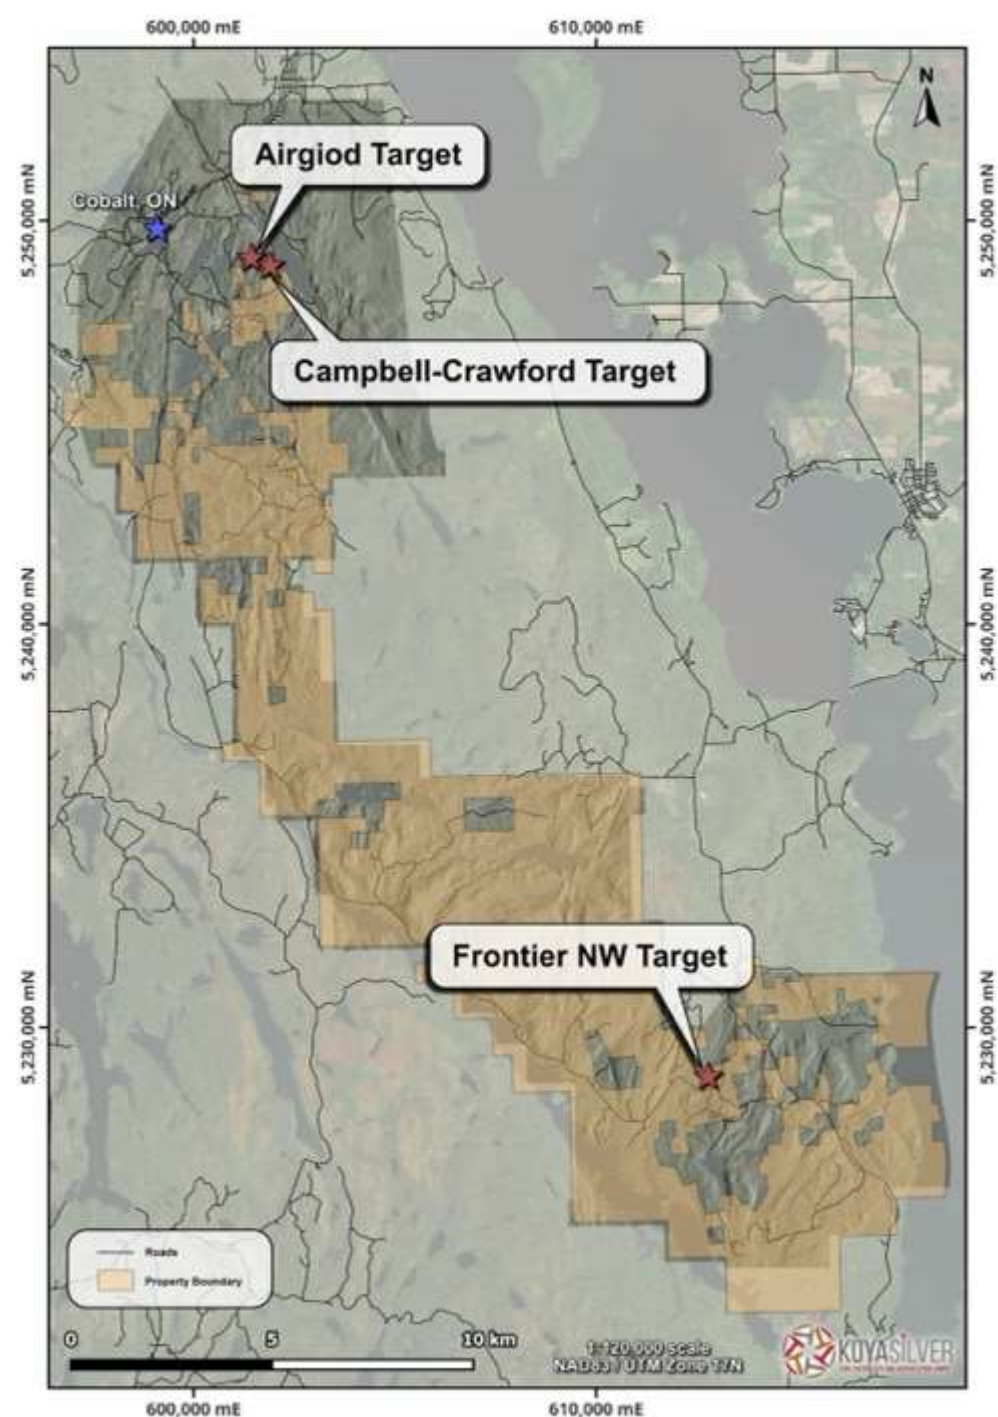 600,000 mE 610,000 mE
N
Airgiod Target
Cobalt, ON
5,250,000 mN 5,250,000 mN
Campbell-Crawford Target
5,240,000 mN 5,240,000 mN
Frontier NW Target
5,230,000 mN 5,230,000 mN
Roads
Property Boundary
0 5 10 km
1:120,000 scale
NAD83 / UTM Zone 17N
KUYASILVER
600,000 mE 610,000 mE